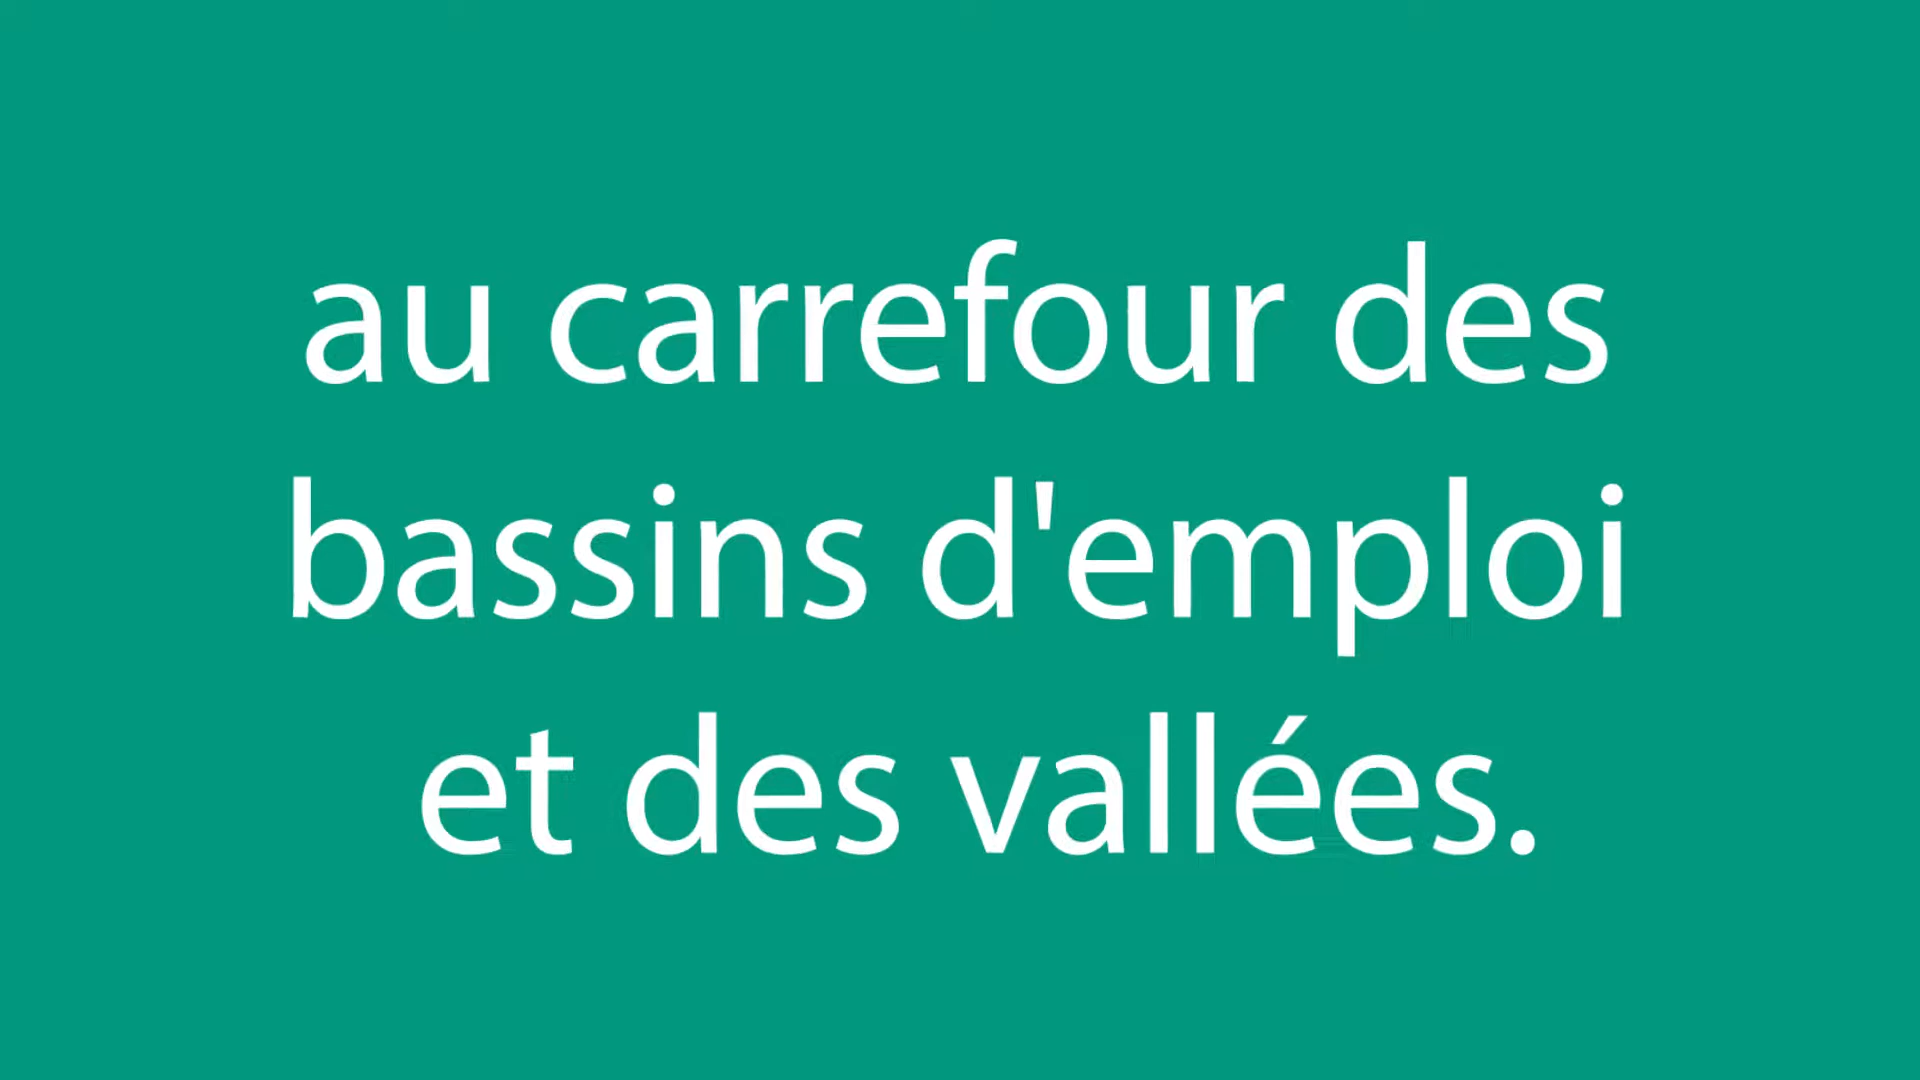 au carrefour des
bassins d'emploi
et des vallées.